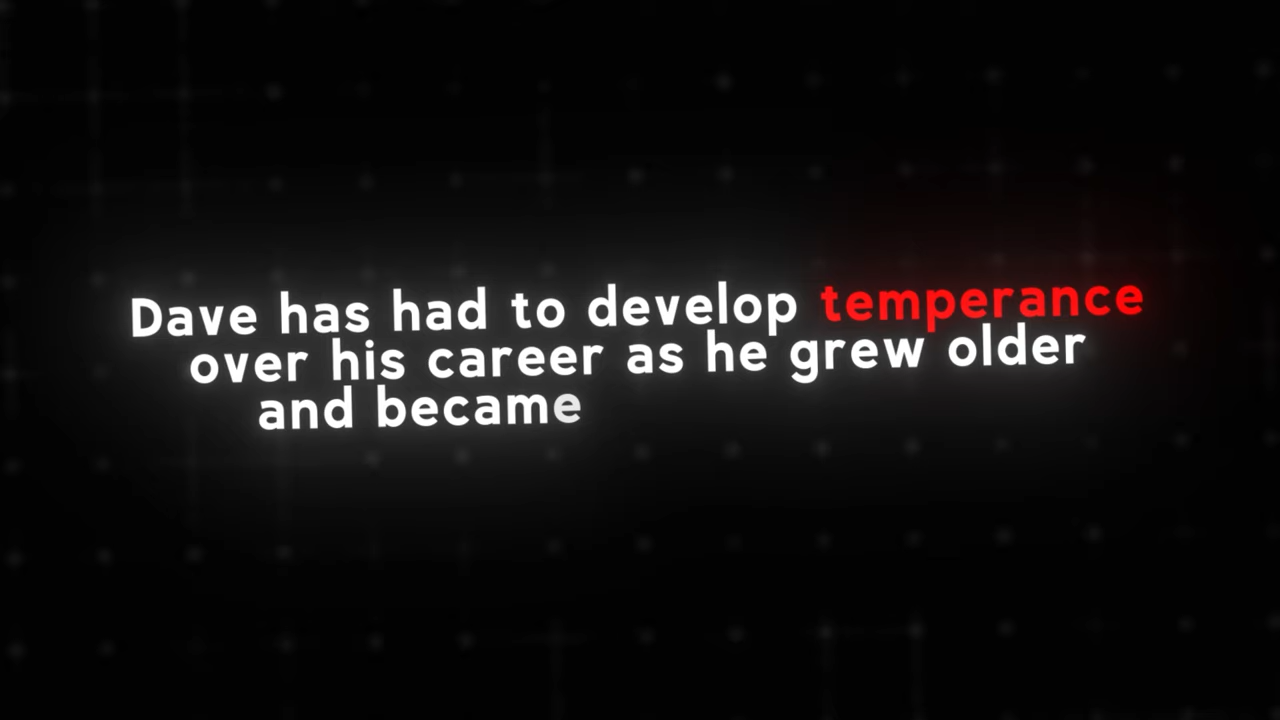 Dave has had to develop temperance
over his career as he grew older
and became